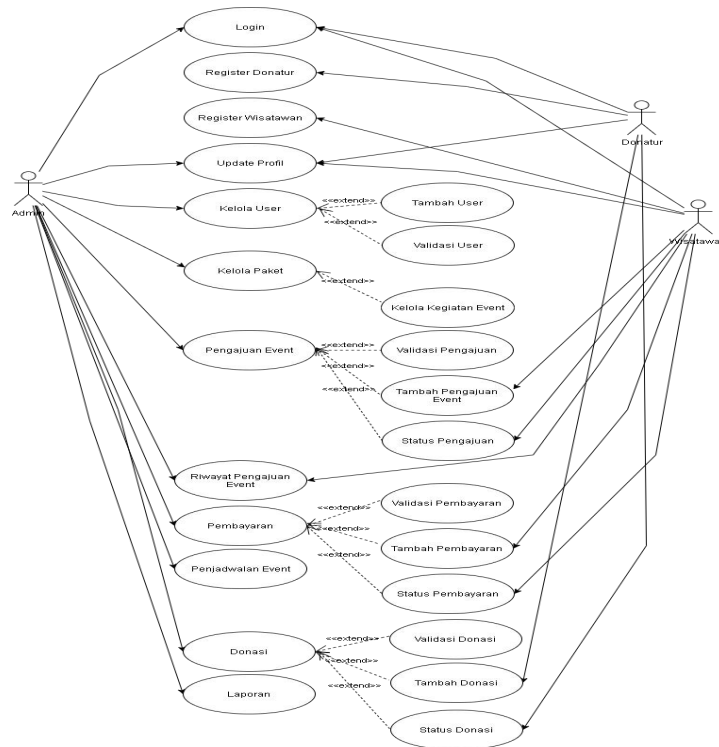 Login
Register Donatur
Register Wisatawan
Donatur
Update Profil
Admin
Kelola User
<<extend>>
Tambah User
<<extend>>
Validasi User
Wisatawa
Kelola Paket
<<extend>>
Kelola Kegiatan Event
Pengajuan Event
<<extend>>
Validasi Pengajuan
<<extend>>
<<extend>>
Tambah Pengajuan
Event
Status Pengajuan
Riwayat Pengajuan
Event
Pembayaran
<<extend>>
Validasi Pembayaran
<<extend>>
Tambah Pembayaran
<<extend>>
Penjadwalan Event
Status Pembayaran
Donasi
<<extend>>
Validasi Donasi
<<extend>>
Tambah Donasi
<<extend>>
Laporan
Status Donasi